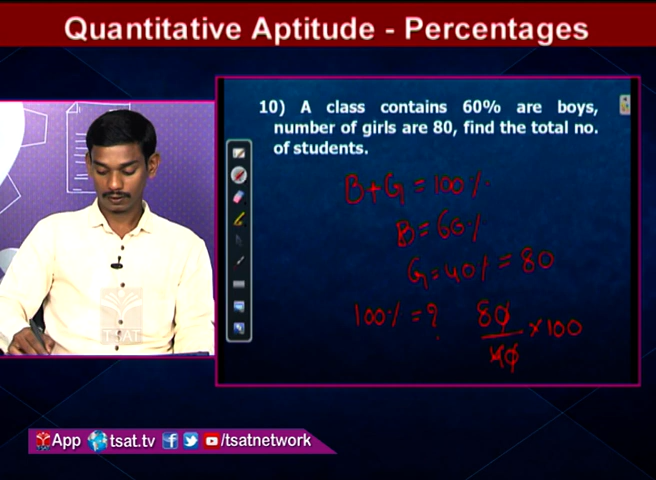 Quantitative Aptitude - Percentages
10) A class contains 60% are boys,
number of girls are 80, find the total no.
of students.
B+G = 100%
B = 60%
G = 40% = 80
100% = ? 80/40 × 100
TSAT
App tsat.tv /tsatnetwork